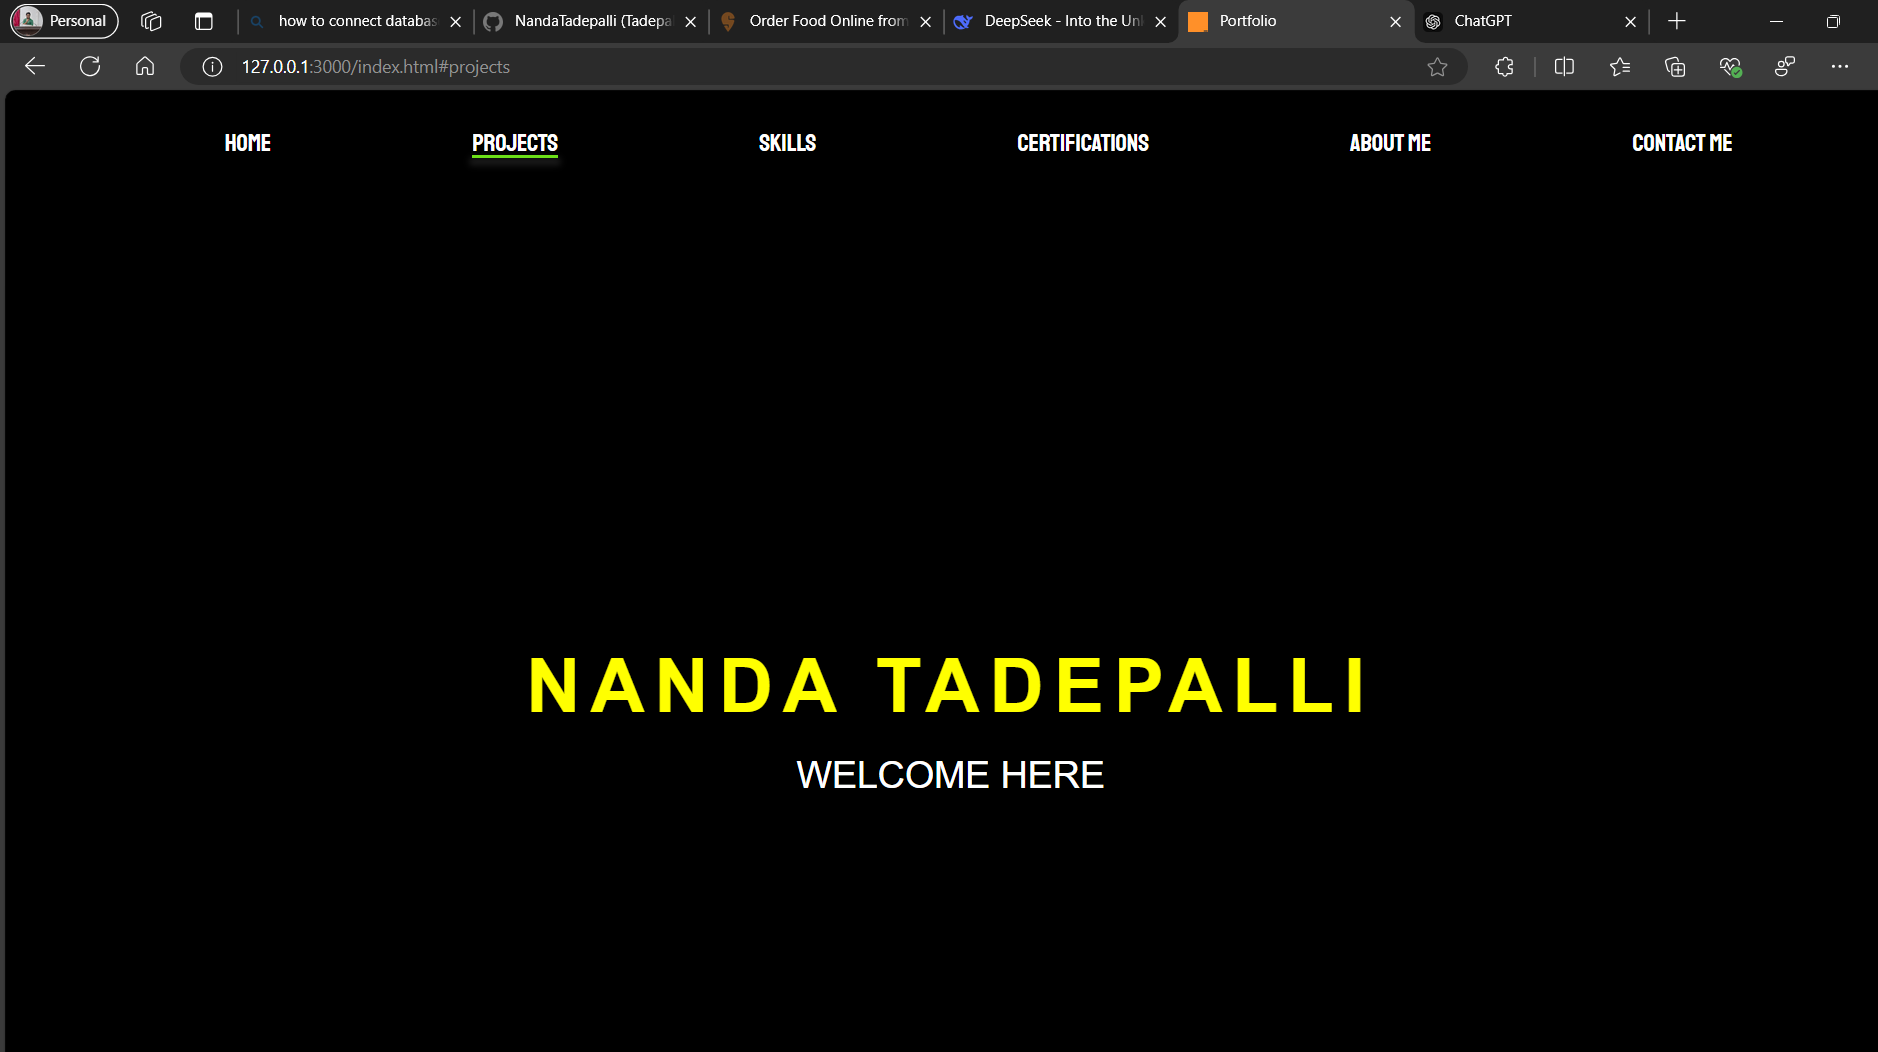 Personal
how to connect databas
NandaTadepalli (Tadepa
Order Food Online from
DeepSeek - Into the Un
Portfolio
ChatGPT
127.0.0.1:3000/index.html#projects
HOME
PROJECTS
SKILLS
CERTIFICATIONS
ABOUT ME
CONTACT ME
NANDA TADEPALLI
WELCOME HERE